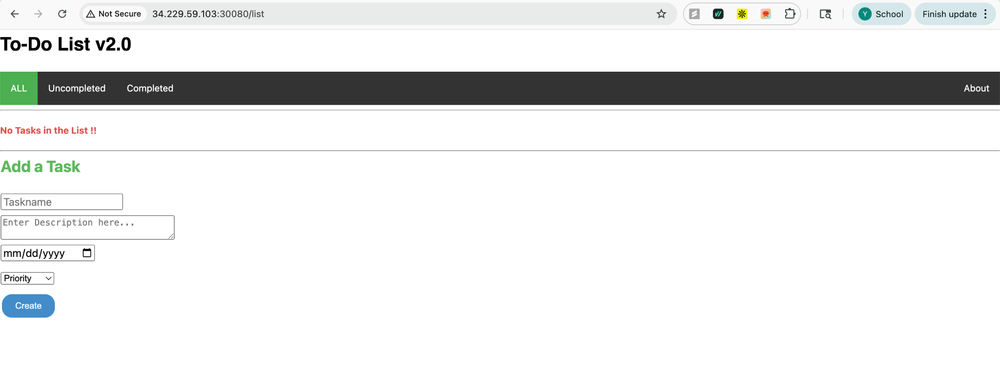 Not Secure 34.229.59.103:30080/list Y School Finish update
To-Do List v2.0
ALL Uncompleted Completed About
No Tasks in the List !!
Add a Task
Taskname
Enter Description here...
mm/dd/yyyy
Priority
Create